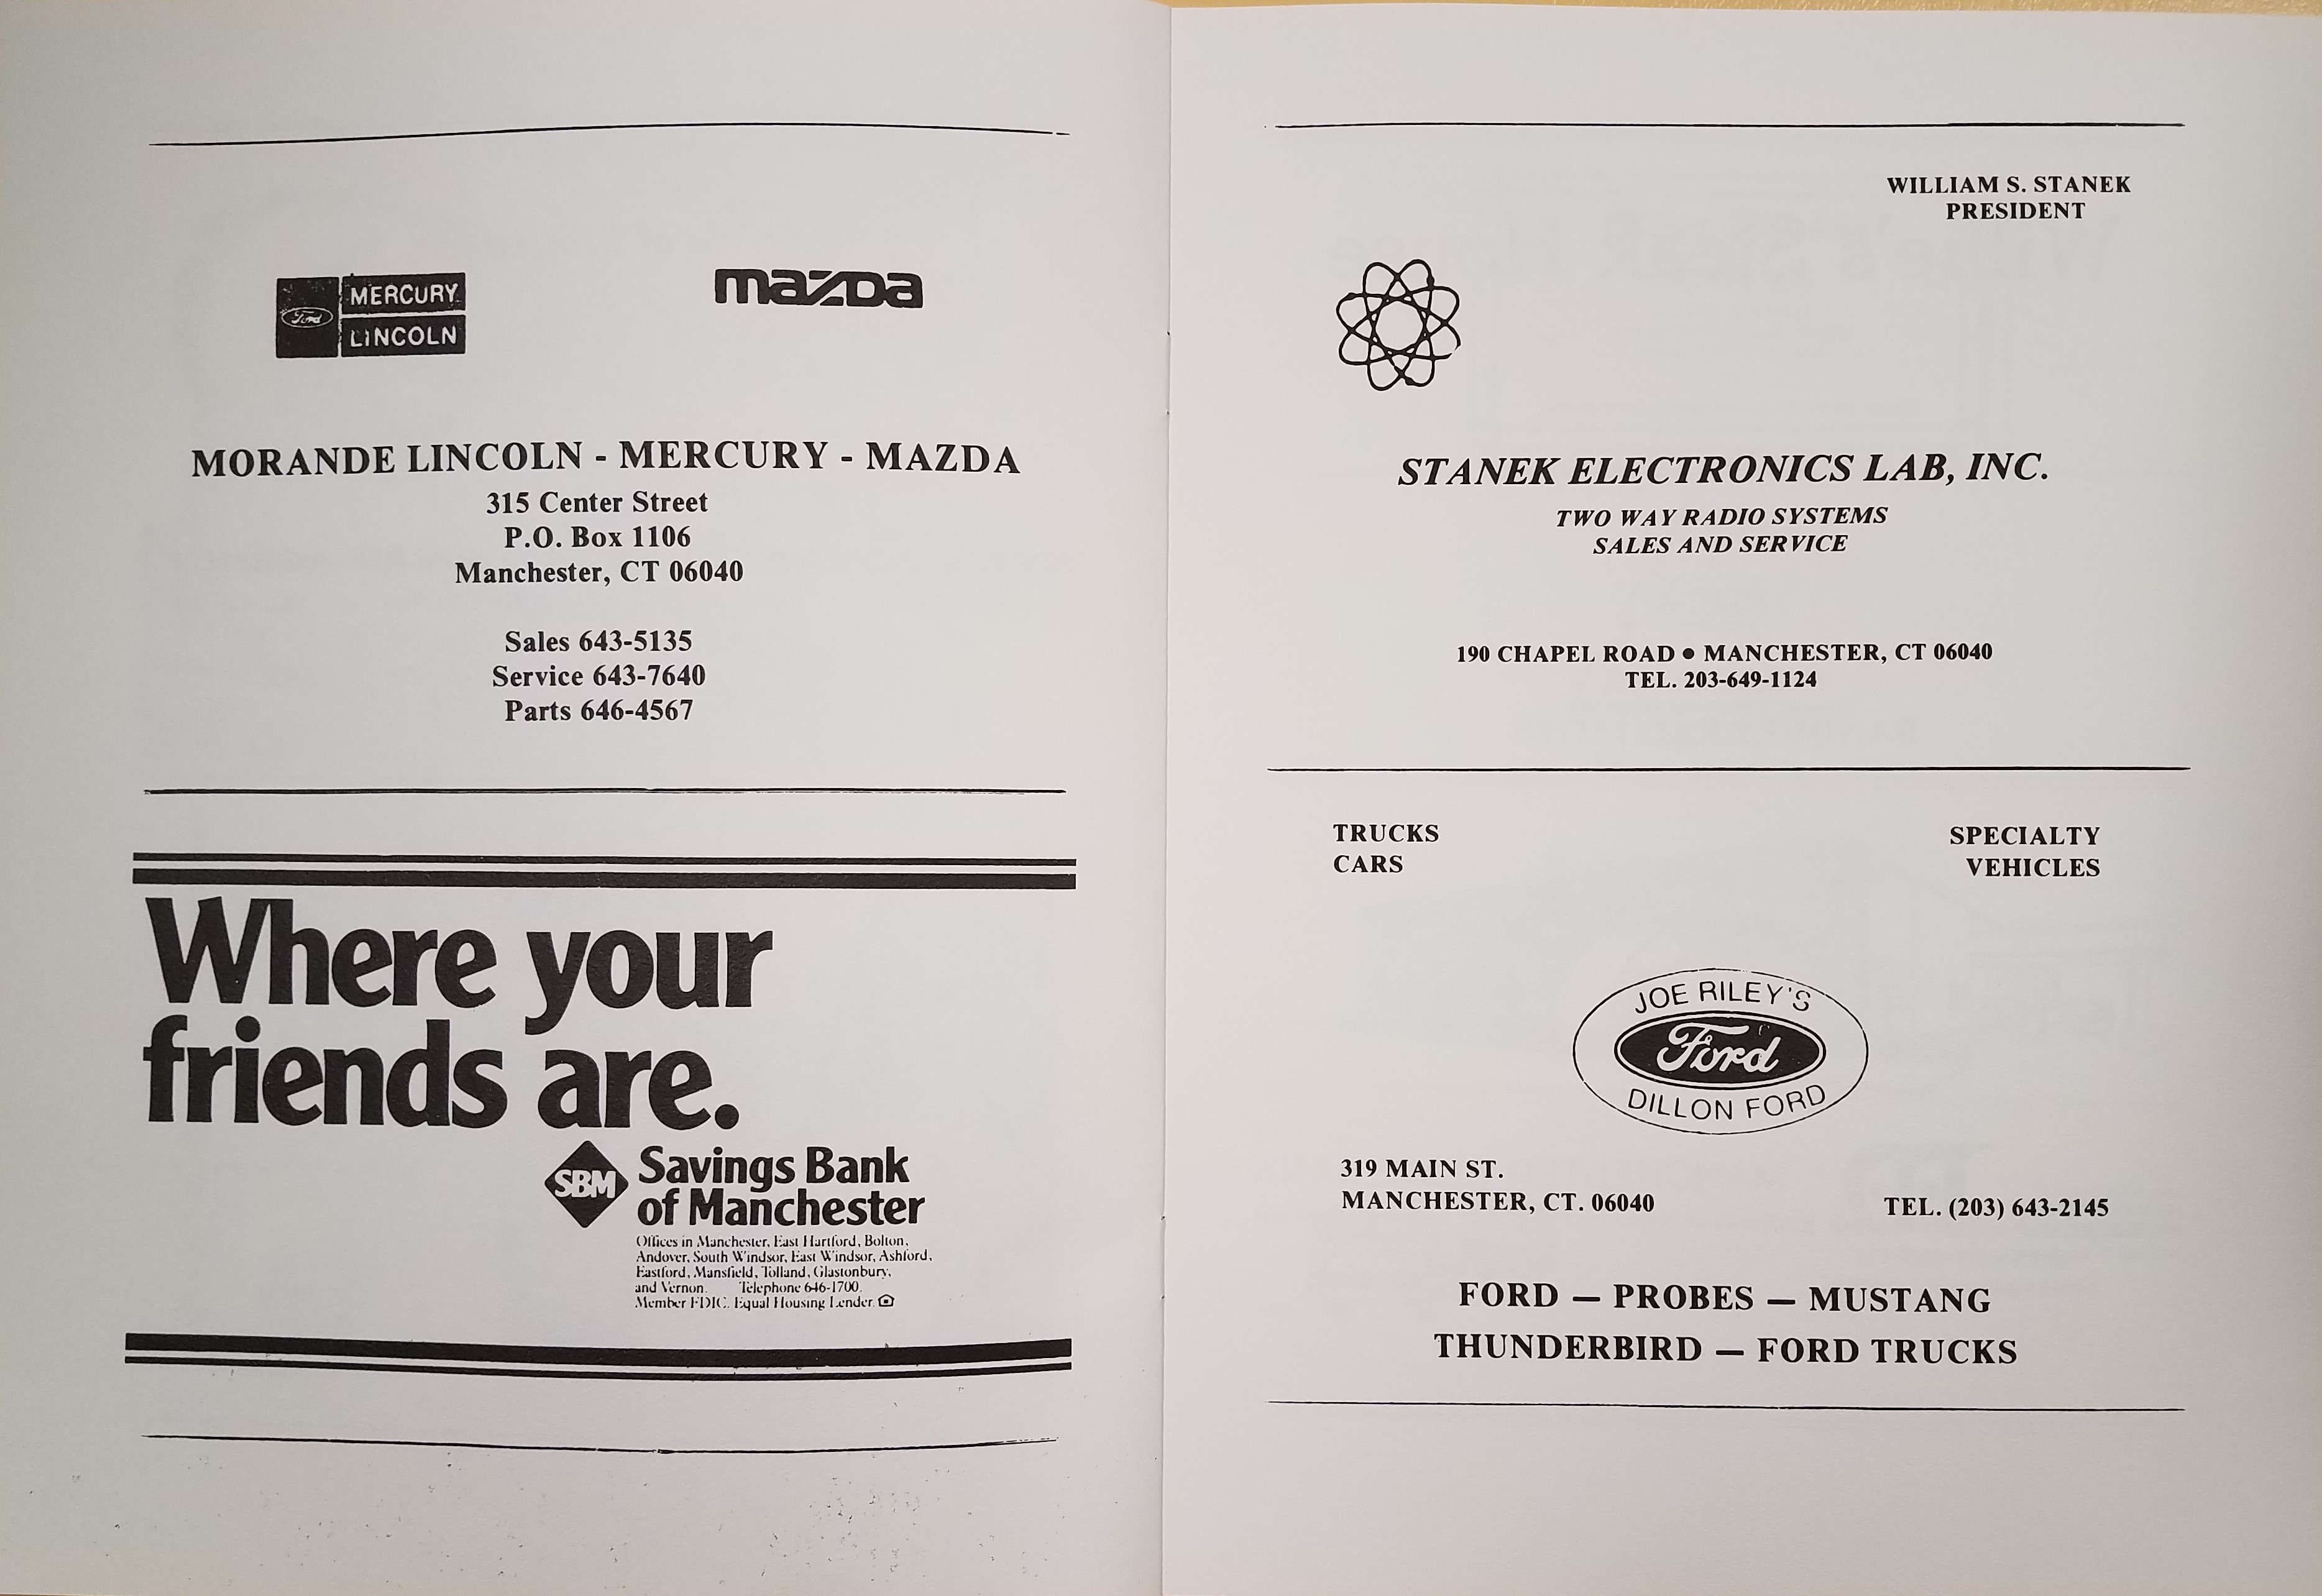 Ford
MERCURY
LINCOLN
mazda
MORANDE LINCOLN - MERCURY - MAZDA
315 Center Street
P.O. Box 1106
Manchester, CT 06040
Sales 643-5135
Service 643-7640
Parts 646-4567
Where your
friends are.
SBM
Savings Bank
of Manchester
Offices in Manchester, East Hartford, Bolton,
Andover, South Windsor, East Windsor, Ashford,
Eastford, Mansfield, Tolland, Glastonbury,
and Vernon. Telephone 646-1700.
Member FDIC. Equal Housing Lender.
WILLIAM S. STANEK
PRESIDENT
STANEK ELECTRONICS LAB, INC.
TWO WAY RADIO SYSTEMS
SALES AND SERVICE
190 CHAPEL ROAD • MANCHESTER, CT 06040
TEL. 203-649-1124
TRUCKS
CARS
SPECIALTY
VEHICLES
JOE RILEY'S
Ford
DILLON FORD
319 MAIN ST.
MANCHESTER, CT. 06040
TEL. (203) 643-2145
FORD — PROBES — MUSTANG
THUNDERBIRD — FORD TRUCKS